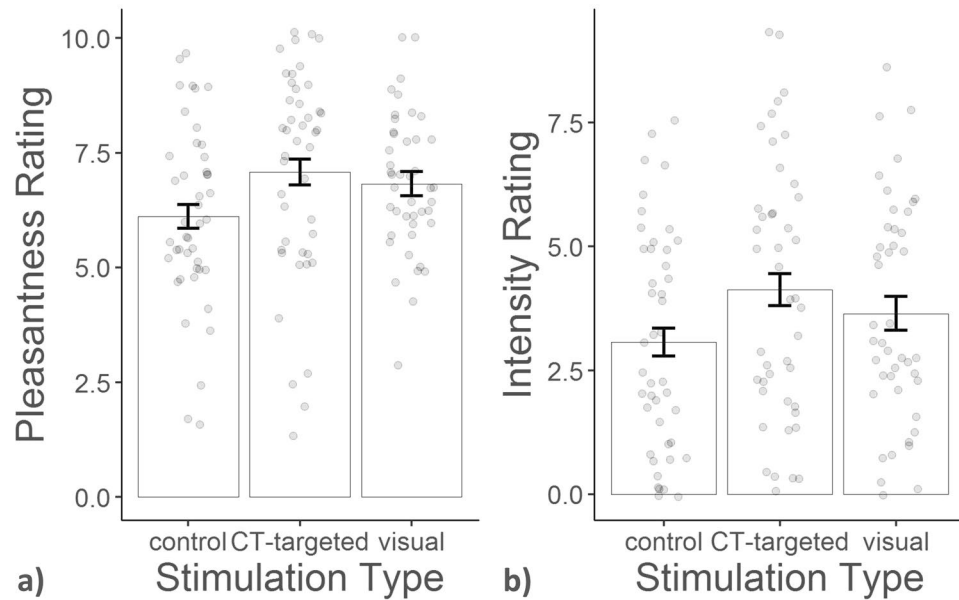 Pleasantness Rating
10.0
7.5
5.0
2.5
0.0
control CT-targeted visual
Stimulation Type
a)
Intensity Rating
7.5
5.0
2.5
0.0
control CT-targeted visual
Stimulation Type
b)